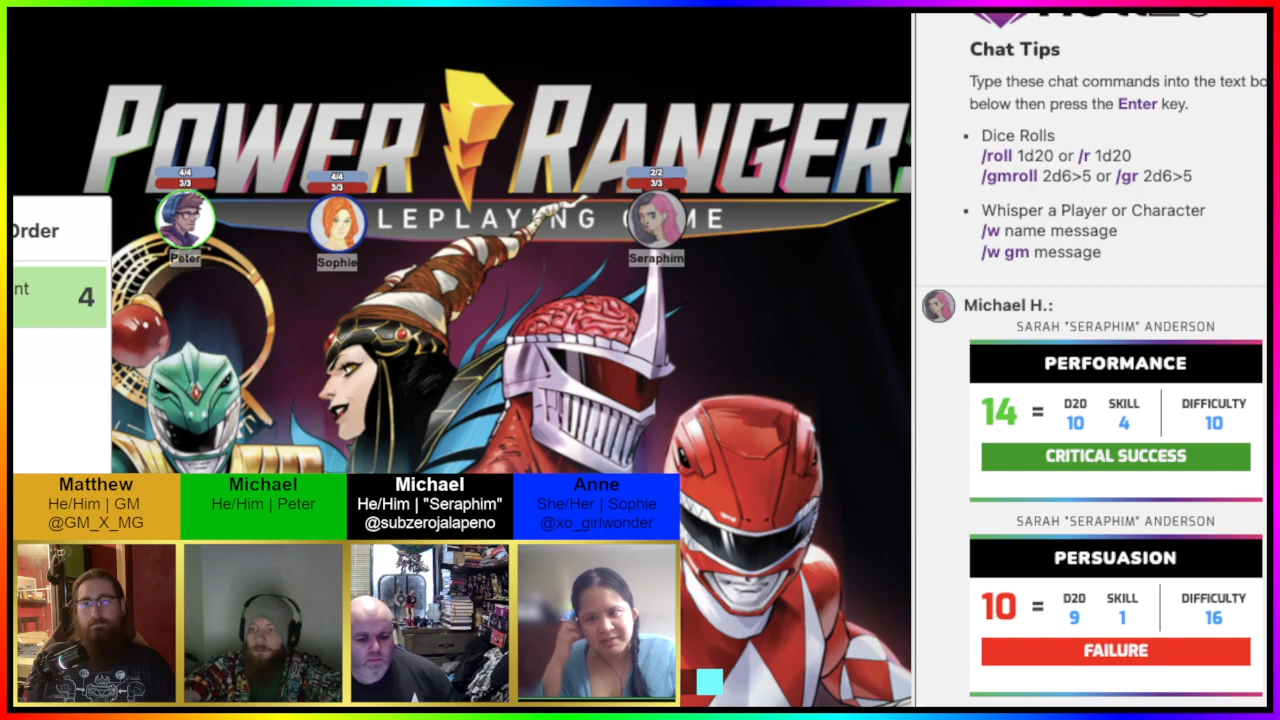 POWER RANGERS
LEPLAYING G ME
4/4
3/3
Peter
4/4
3/3
Sophie
2/2
3/3
Seraphim
Order
nt 4
Matthew
He/Him | GM
@GM_X_MG
Michael
He/Him | Peter
Michael
He/Him | "Seraphim"
@subzerojalapeno
Anne
She/Her | Sophie
@xo_girlwonder
Chat Tips
Type these chat commands into the text bo
below then press the Enter key.
• Dice Rolls
/roll 1d20 or /r 1d20
/gmroll 2d6>5 or /gr 2d6>5
• Whisper a Player or Character
/w name message
/w gm message
Michael H.:
SARAH "SERAPHIM" ANDERSON
PERFORMANCE
D20 SKILL DIFFICULTY
14 = 10 4 10
CRITICAL SUCCESS
SARAH "SERAPHIM" ANDERSON
PERSUASION
D20 SKILL DIFFICULTY
10 = 9 1 16
FAILURE